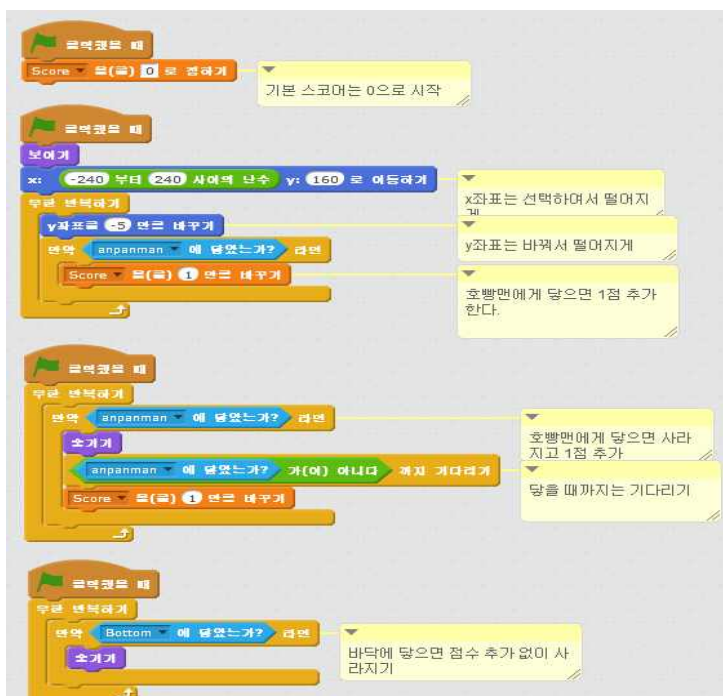 클릭했을 때
Score 을(를) 0 로 정하기
기본 스코어는 0으로 시작
클릭했을 때
보이기
x: -240 부터 240 사이의 난수 y: 160 로 이동하기
x좌표는 선택하여서 떨어지
게
무한 반복하기
y좌표를 -5 만큼 바꾸기
y좌표는 바꿔서 떨어지게
만약 anpanman 에 닿았는가? 라면
Score 을(를) 1 만큼 바꾸기
호빵맨에게 닿으면 1점 추가
한다.
클릭했을 때
무한 반복하기
만약 anpanman 에 닿았는가? 라면
호빵맨에게 닿으면 사라
지고 1점 추가
숨기기
anpanman 에 닿았는가? 가(이) 아니다 까지 기다리기
닿을 때까지는 기다리기
Score 을(를) 1 만큼 바꾸기
클릭했을 때
무한 반복하기
만약 Bottom 에 닿았는가? 라면
바닥에 닿으면 점수 추가 없이 사
라지기
숨기기